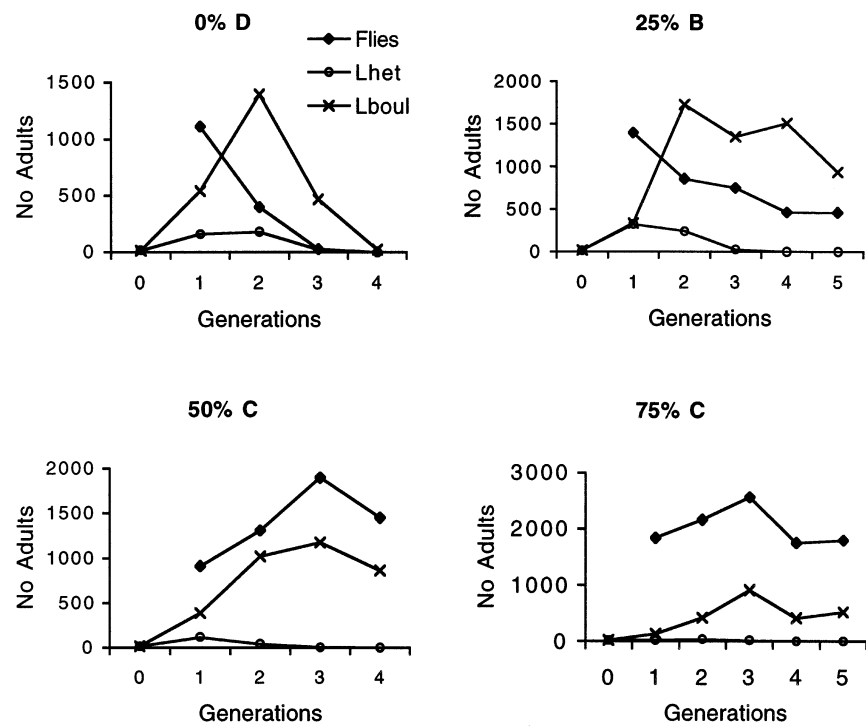 0% D
Flies
Lhet
Lboul
1500
1000
500
0
No Adults
0 1 2 3 4
Generations
25% B
2000
1500
1000
500
0
No Adults
0 1 2 3 4 5
Generations
50% C
2000
1500
1000
500
0
No Adults
0 1 2 3 4
Generations
75% C
3000
2000
1000
0
No Adults
0 1 2 3 4 5
Generations